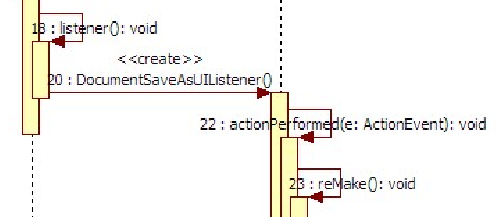 18 : listener(): void
<<create>>
20 : DocumentSaveAsUIListener()
22 : actionPerformed(e: ActionEvent): void
23 : reMake(): void